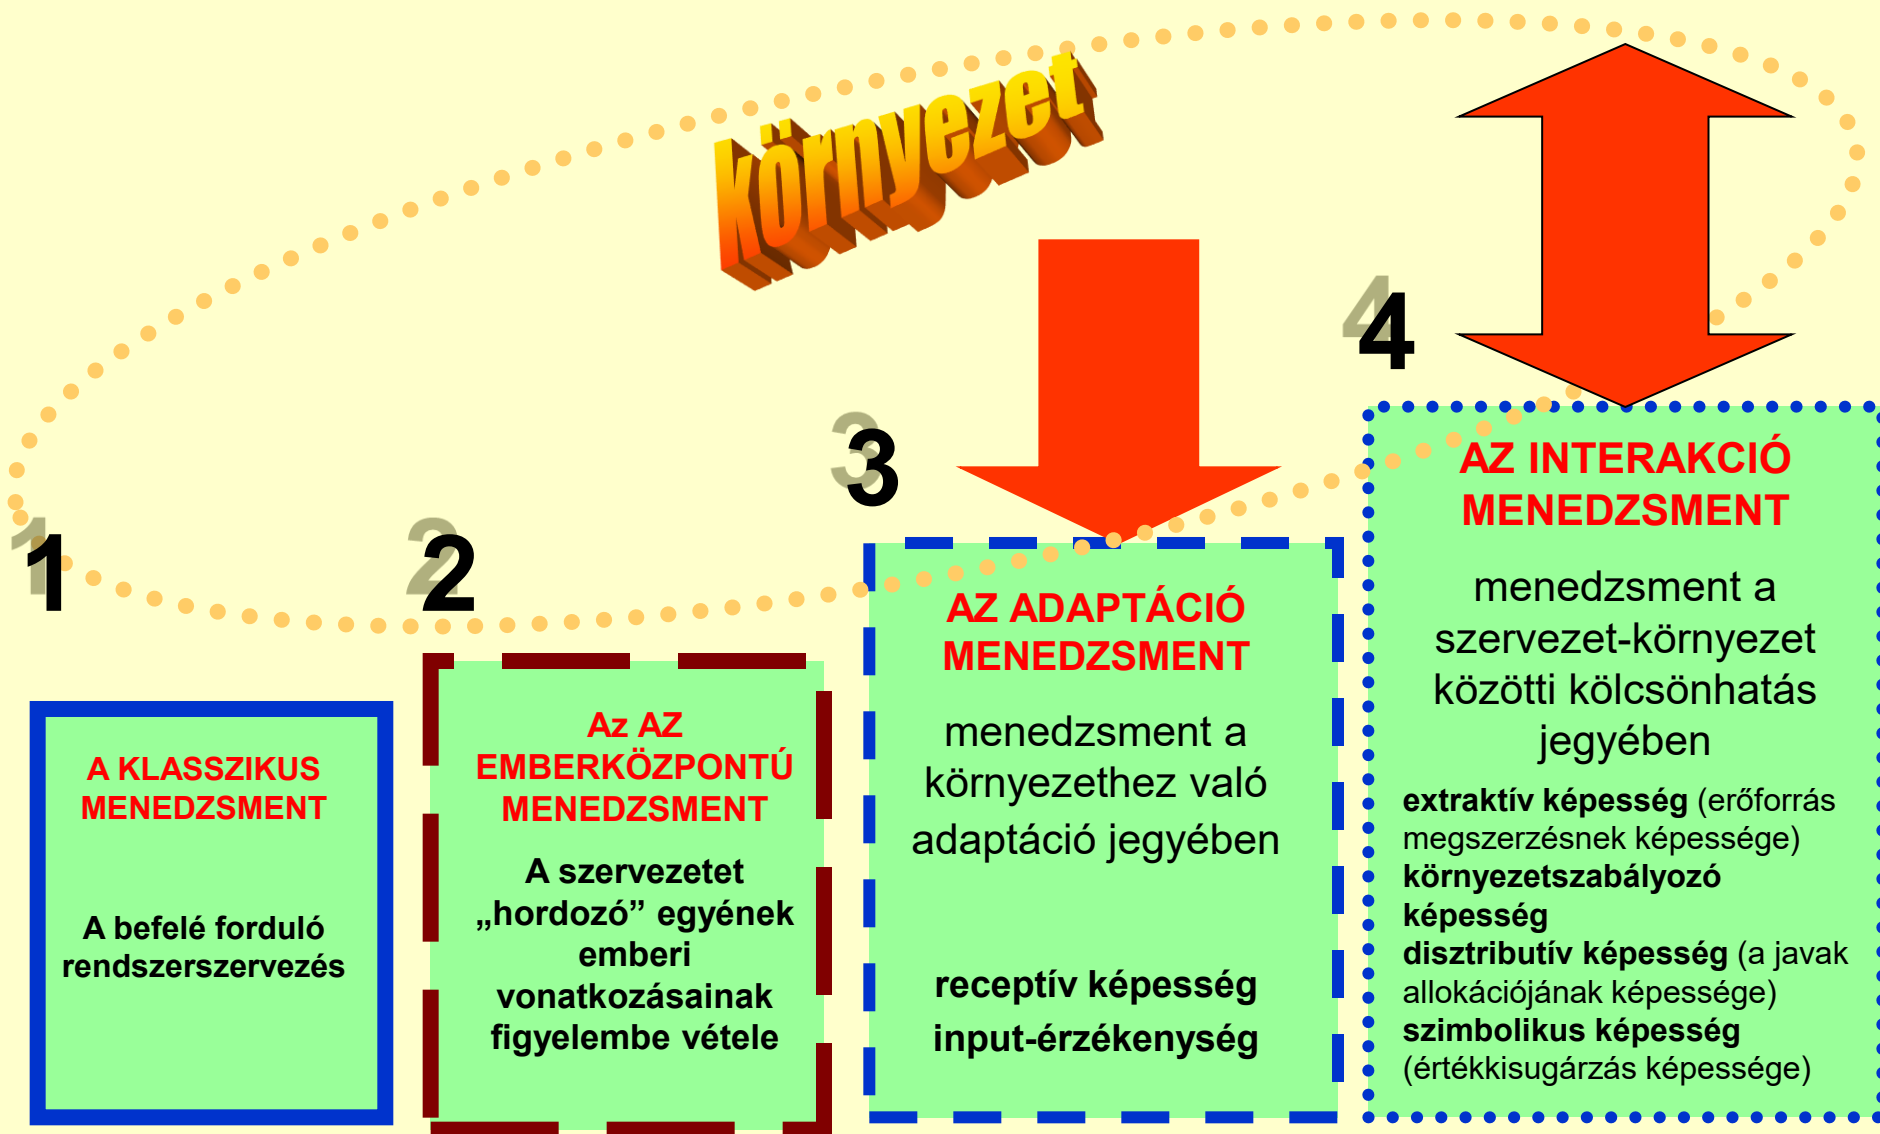 környezet
1
A KLASSZIKUS
MENEDZSMENT
A befelé forduló
rendszerszervezés
2
Az AZ
EMBERKÖZPONTÚ
MENEDZSMENT
A szervezetet
„hordozó” egyének
emberi
vonatkozásainak
figyelembe vétele
3
AZ ADAPTÁCIÓ
MENEDZSMENT
menedzsment a
környezethez való
adaptáció jegyében
receptív képesség
input-érzékenység
4
AZ INTERAKCIÓ
MENEDZSMENT
menedzsment a
szervezet-környezet
közötti kölcsönhatás
jegyében
extraktív képesség (erőforrás
megszerzésnek képessége)
környezetszabályozó
képesség
disztributív képesség (a javak
allokációjának képessége)
szimbolikus képesség
(értékkisugárzás képessége)